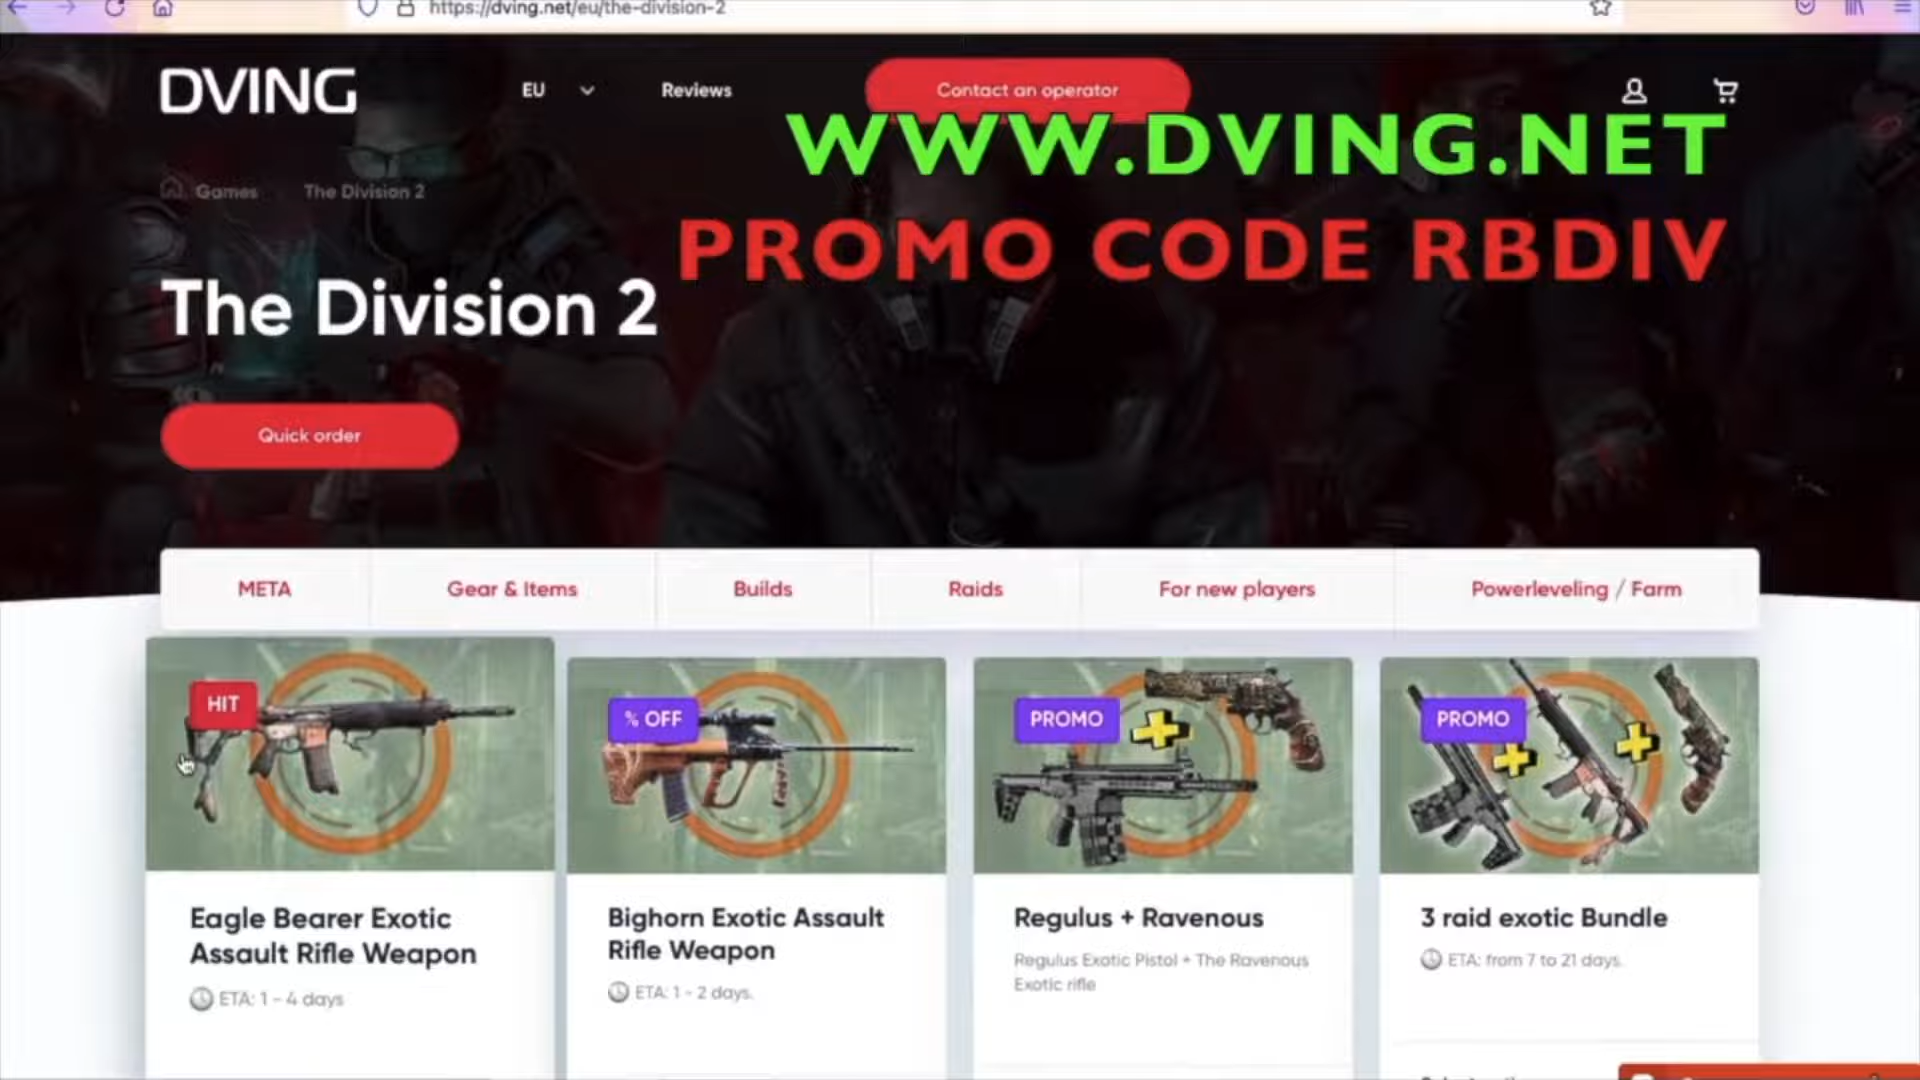 https://dving.net/eu/the-division-2
DVING
EU
Reviews
Contact an operator
WWW.DVING.NET
PROMO CODE RBDIV
Games
The Division 2
The Division 2
Quick order
META
Gear & Items
Builds
Raids
For new players
Powerleveling / Farm
HIT
% OFF
PROMO
PROMO
Eagle Bearer Exotic
Assault Rifle Weapon
ETA: 1 - 4 days
Bighorn Exotic Assault
Rifle Weapon
ETA: 1 - 2 days.
Regulus + Ravenous
Regulus Exotic Pistol + The Ravenous
Exotic rifle
3 raid exotic Bundle
ETA: from 7 to 21 days.